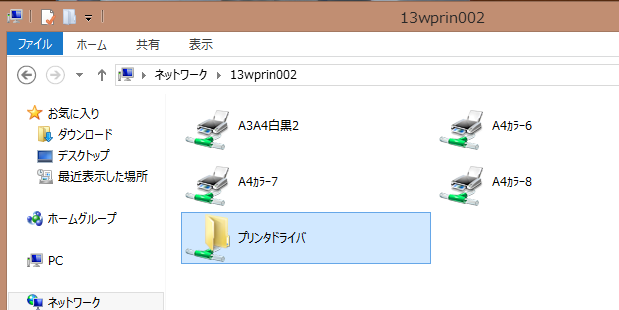 13wprin002
ファイル ホーム 共有 表示
ネットワーク 13wprin002
お気に入り
ダウンロード
デスクトップ
最近表示した場所
ホームグループ
PC
ネットワーク
A3A4白黒2 A4ｶﾗｰ6
A4ｶﾗｰ7 A4ｶﾗｰ8
プリンタドライバ